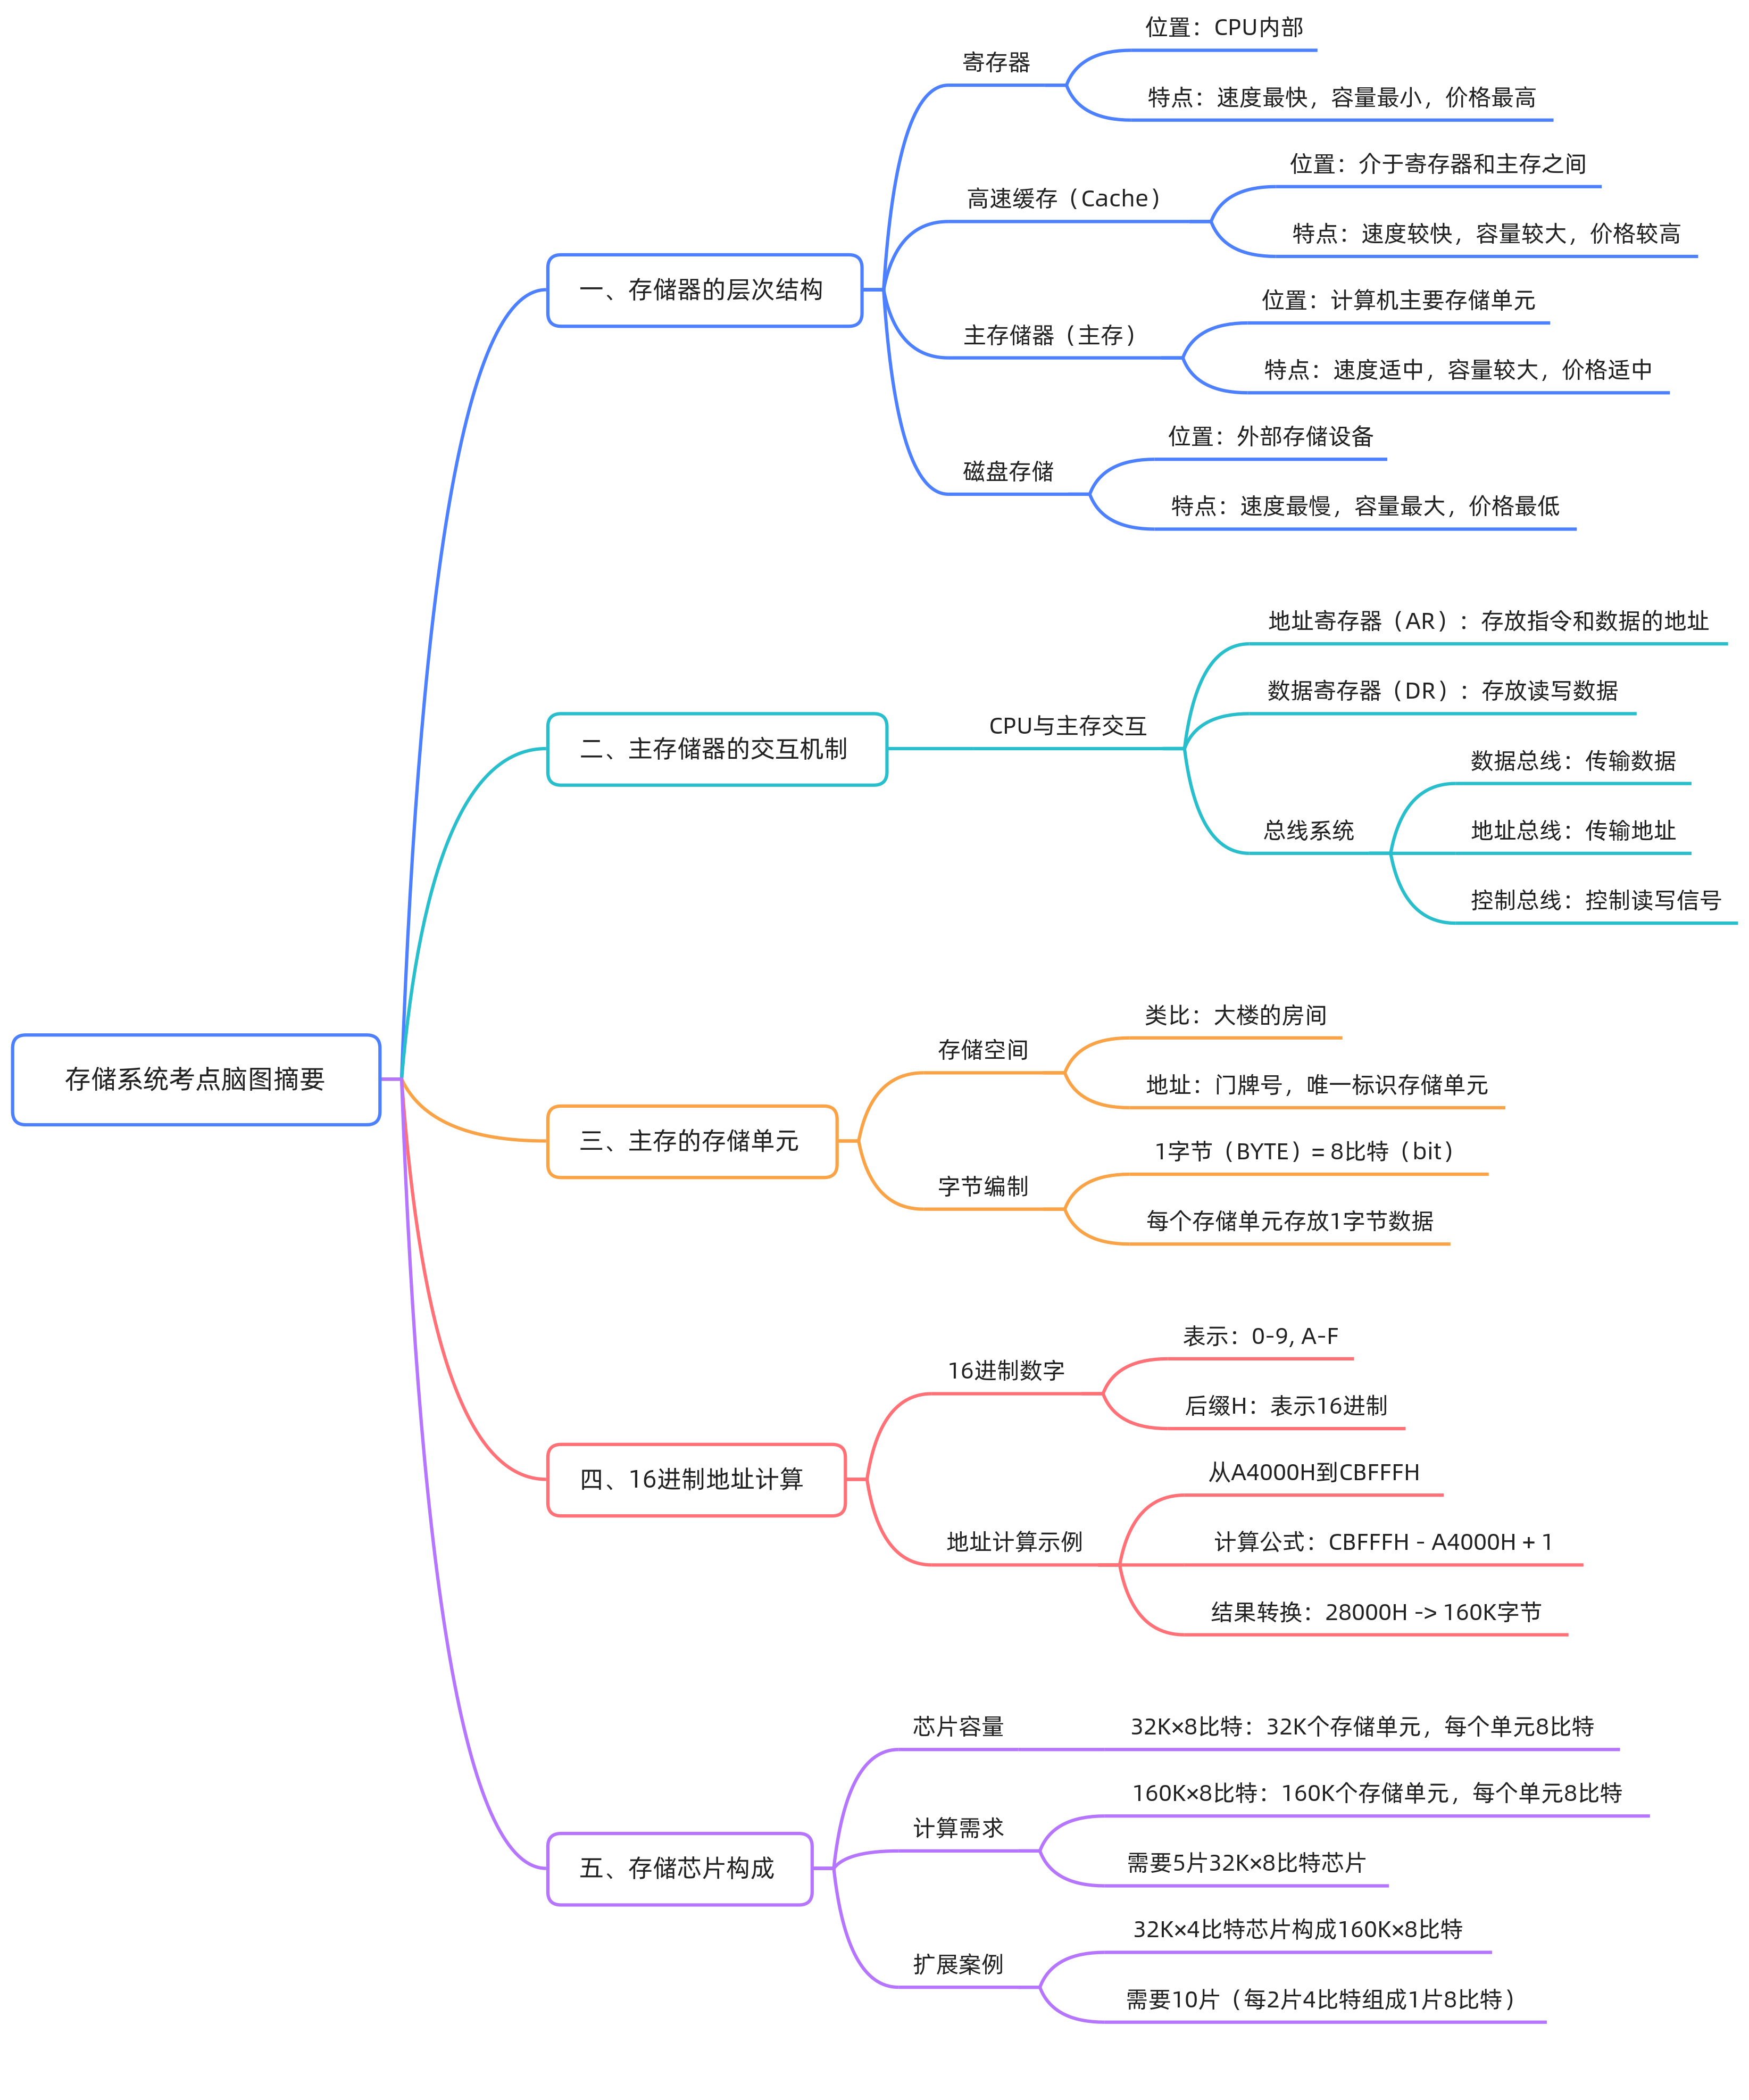 存储系统考点脑图摘要
一、存储器的层次结构
寄存器
位置：CPU内部
特点：速度最快，容量最小，价格最高
高速缓存（Cache）
位置：介于寄存器和主存之间
特点：速度较快，容量较大，价格较高
主存储器（主存）
位置：计算机主要存储单元
特点：速度适中，容量较大，价格适中
磁盘存储
位置：外部存储设备
特点：速度最慢，容量最大，价格最低
二、主存储器的交互机制
CPU与主存交互
地址寄存器（AR）：存放指令和数据的地址
数据寄存器（DR）：存放读写数据
总线系统
数据总线：传输数据
地址总线：传输地址
控制总线：控制读写信号
三、主存的存储单元
存储空间
类比：大楼的房间
地址：门牌号，唯一标识存储单元
字节编制
1字节（BYTE）= 8比特（bit）
每个存储单元存放1字节数据
四、16进制地址计算
16进制数字
表示：0-9, A-F
后缀H：表示16进制
地址计算示例
从A4000H到CBFFFH
计算公式：CBFFFH - A4000H + 1
结果转换：28000H -> 160K字节
五、存储芯片构成
芯片容量
32K×8比特：32K个存储单元，每个单元8比特
计算需求
160K×8比特：160K个存储单元，每个单元8比特
需要5片32K×8比特芯片
扩展案例
32K×4比特芯片构成160K×8比特
需要10片（每2片4比特组成1片8比特）